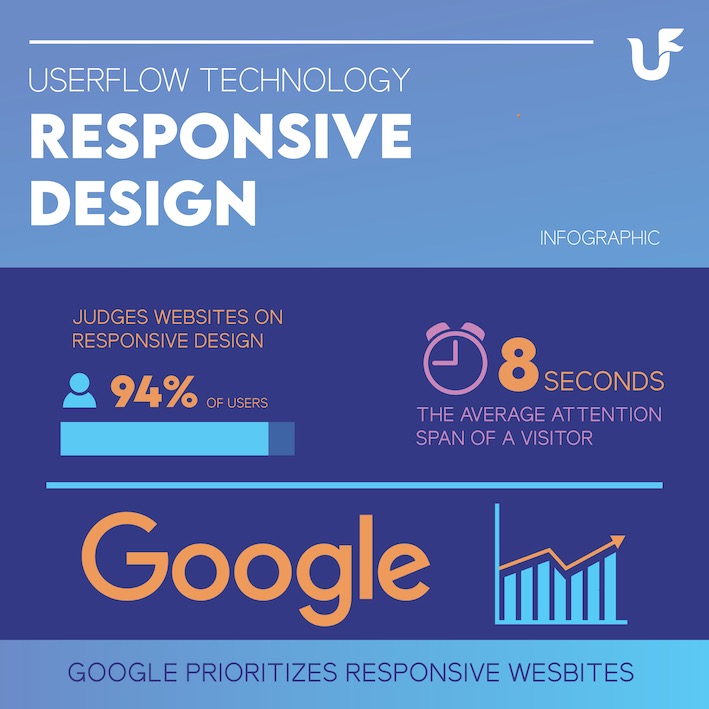 USERFLOW TECHNOLOGY
RESPONSIVE
DESIGN
INFOGRAPHIC
JUDGES WEBSITES ON
RESPONSIVE DESIGN
94% OF USERS
8 SECONDS
THE AVERAGE ATTENTION
SPAN OF A VISITOR
Google
GOOGLE PRIORITIZES RESPONSIVE WESBITES